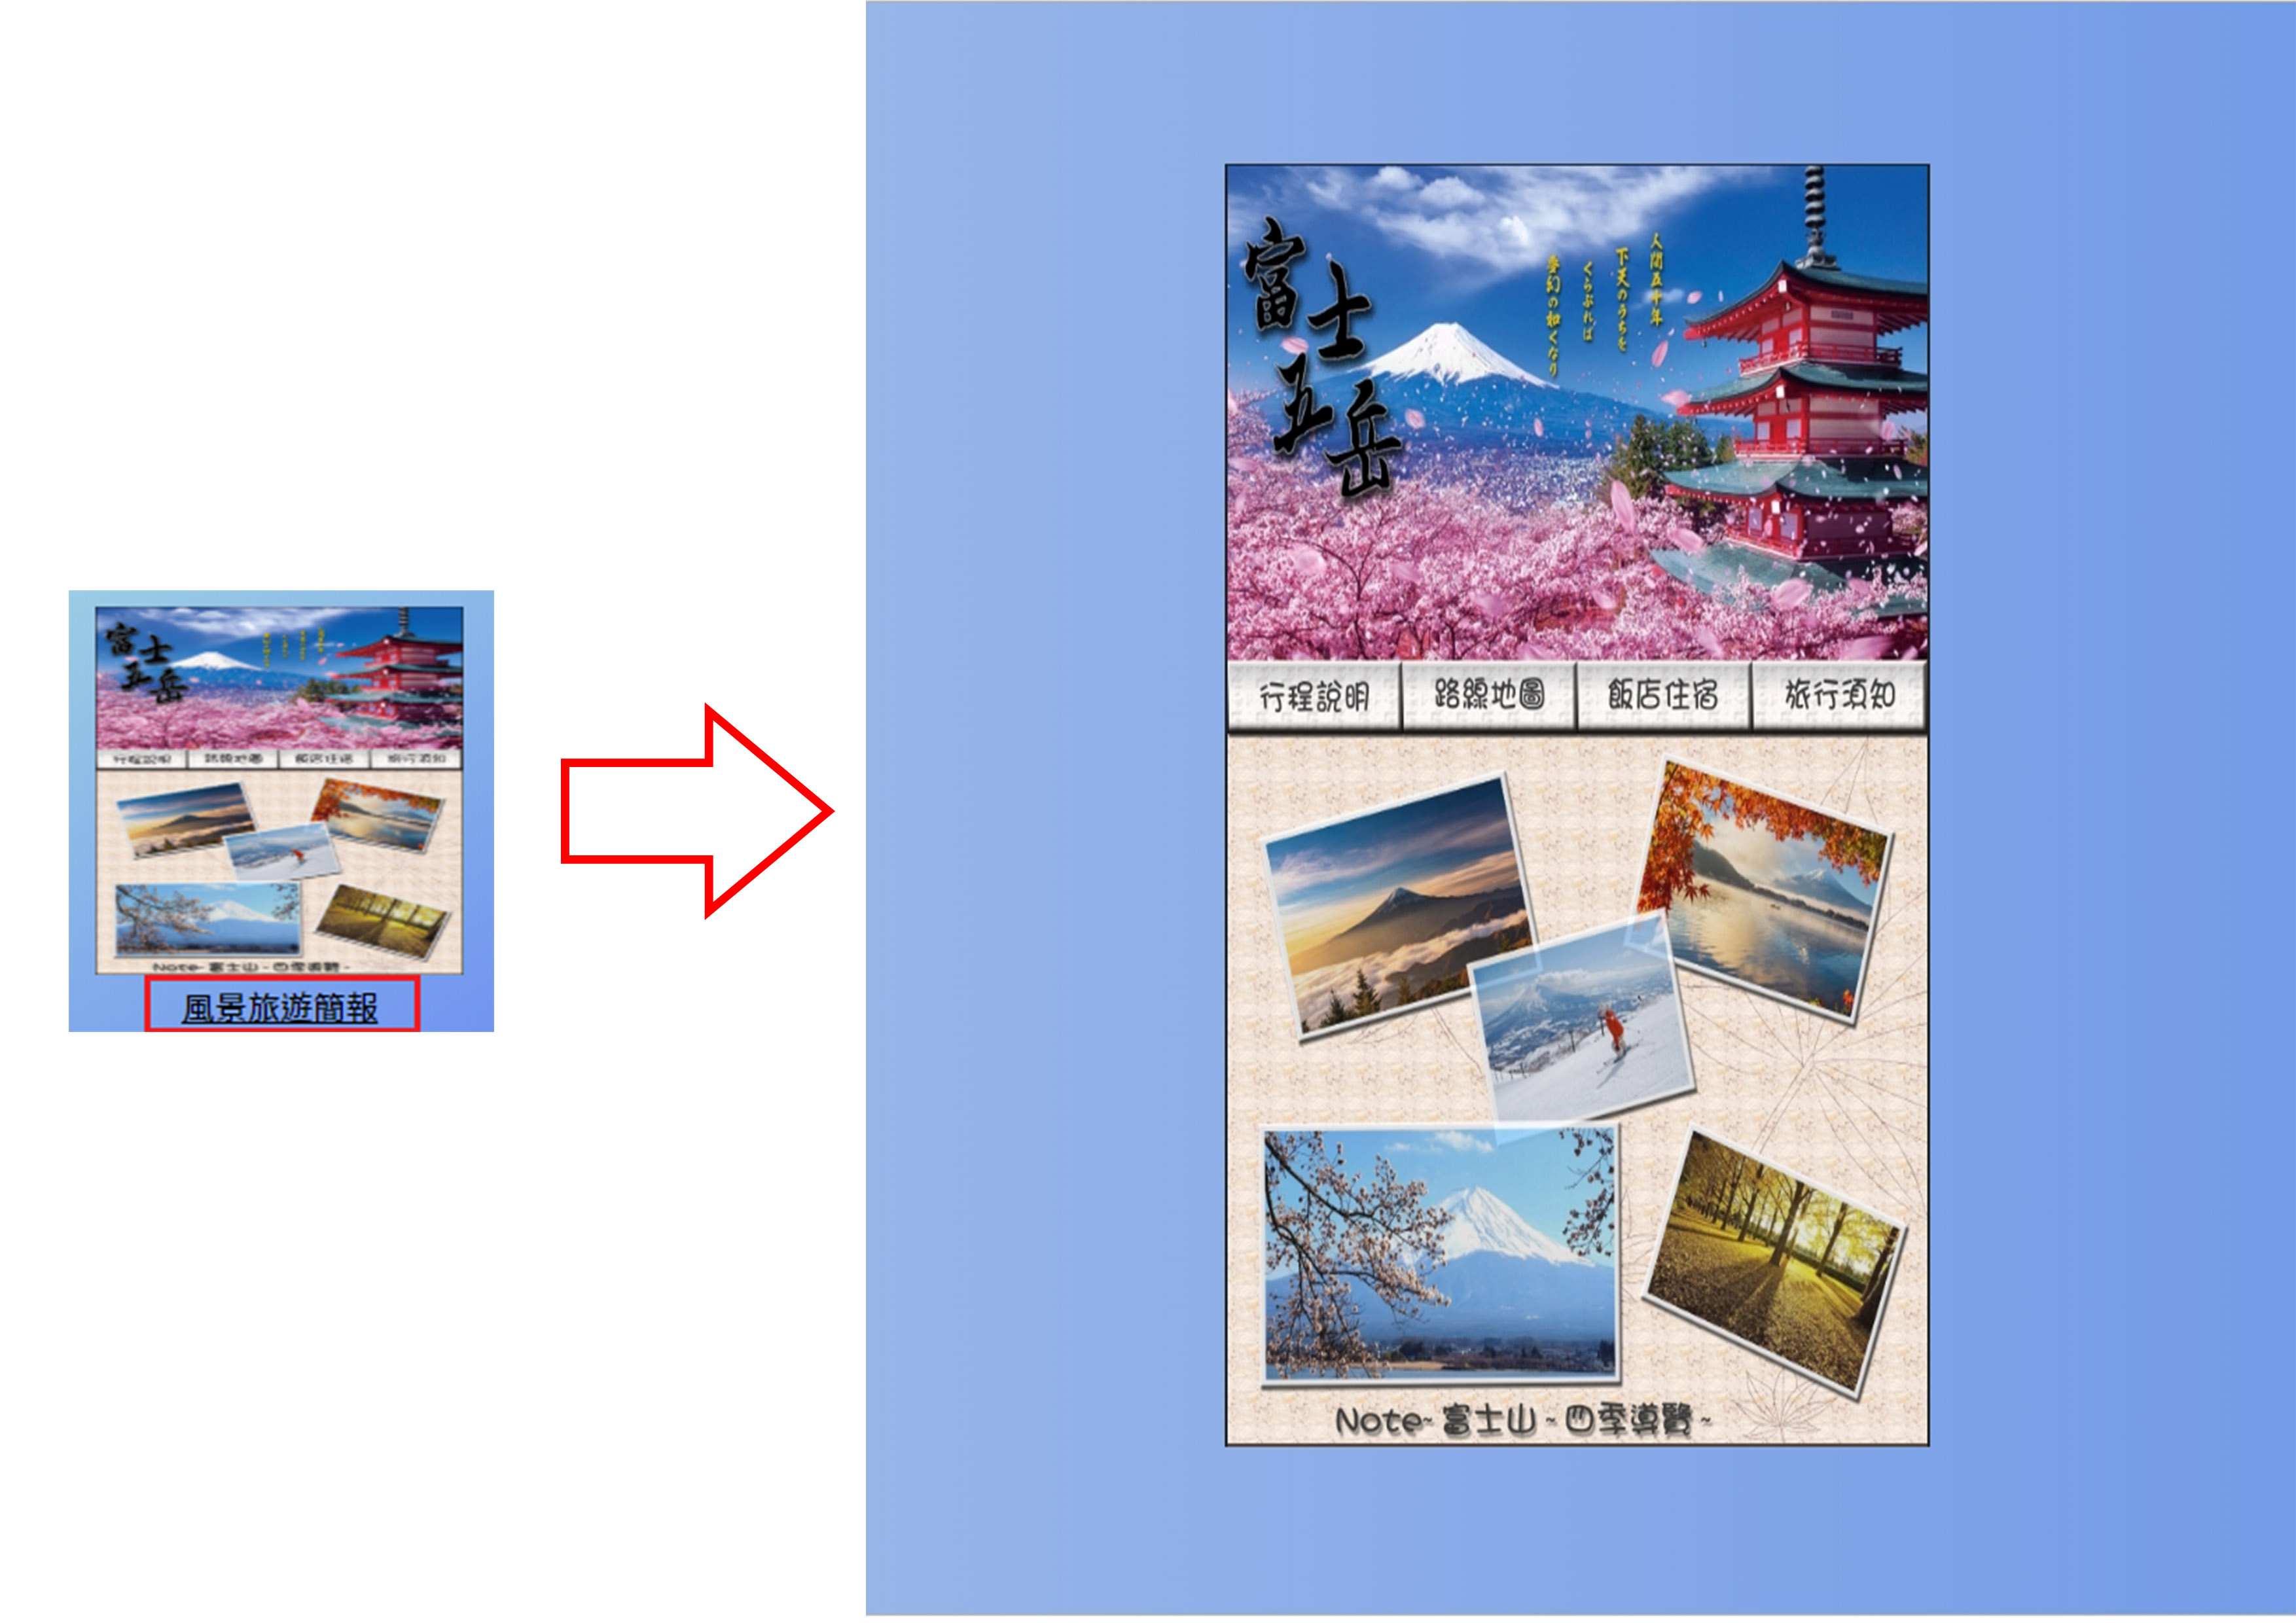 富士
五岳
行程說明 路線地圖 飯店住宿 旅行須知
Note~富士山~四季導覽~
風景旅遊簡報
富士
五岳
人間五十年
下天のうちを
くらぶれば
夢幻の如くなり
行程說明 路線地圖 飯店住宿 旅行須知
Note~富士山~四季導覽~